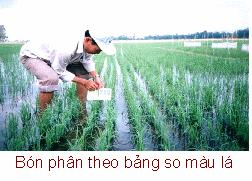 Bón phân theo bảng so màu lá